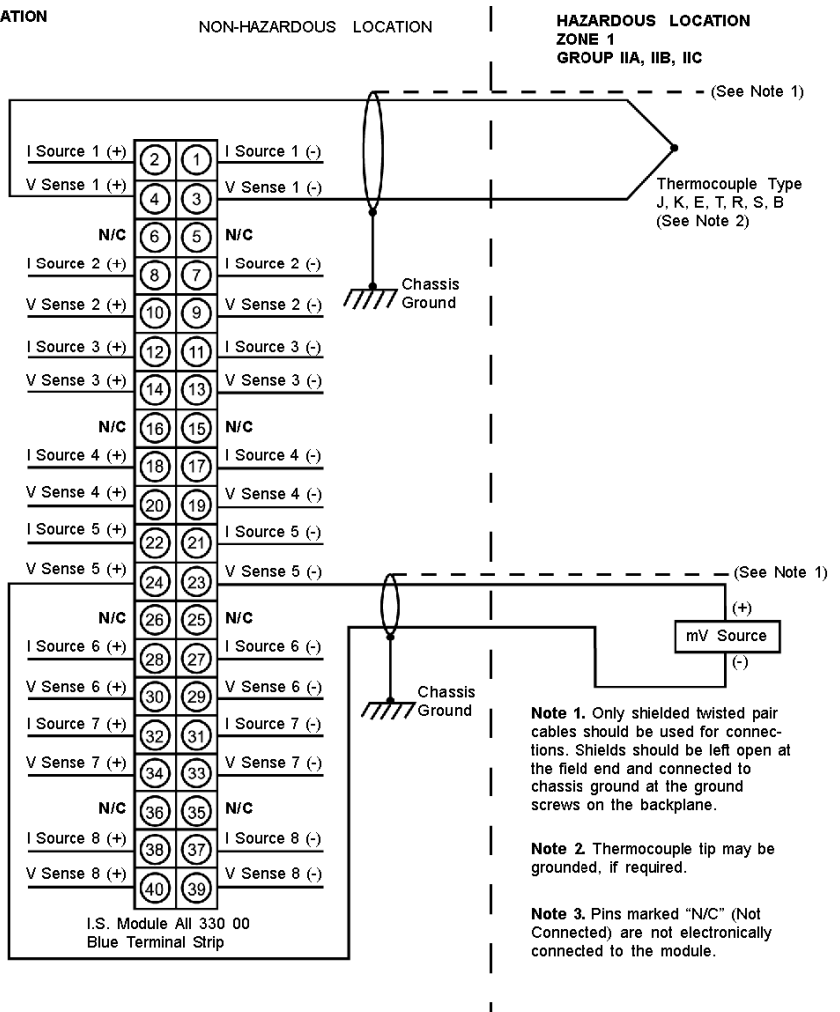 ATION
NON-HAZARDOUS LOCATION
HAZARDOUS LOCATION
ZONE 1
GROUP IIA, IIB, IIC
(See Note 1)
I Source 1 (+) 2 1 I Source 1 (-)
V Sense 1 (+) 4 3 V Sense 1 (-)
Thermocouple Type
J, K, E, T, R, S, B
(See Note 2)
N/C 6 5 N/C
I Source 2 (+) 8 7 I Source 2 (-)
Chassis
Ground
V Sense 2 (+) 10 9 V Sense 2 (-)
I Source 3 (+) 12 11 I Source 3 (-)
V Sense 3 (+) 14 13 V Sense 3 (-)
N/C 16 15 N/C
I Source 4 (+) 18 17 I Source 4 (-)
V Sense 4 (+) 20 19 V Sense 4 (-)
I Source 5 (+) 22 21 I Source 5 (-)
V Sense 5 (+) 24 23 V Sense 5 (-)
(See Note 1)
N/C 26 25 N/C
(+)
mV Source
(-)
I Source 6 (+) 28 27 I Source 6 (-)
V Sense 6 (+) 30 29 V Sense 6 (-)
Chassis
Ground
I Source 7 (+) 32 31 I Source 7 (-)
V Sense 7 (+) 34 33 V Sense 7 (-)
N/C 36 35 N/C
I Source 8 (+) 38 37 I Source 8 (-)
V Sense 8 (+) 40 39 V Sense 8 (-)
I.S. Module All 330 00
Blue Terminal Strip
Note 1. Only shielded twisted pair
cables should be used for connec-
tions. Shields should be left open at
the field end and connected to
chassis ground at the ground
screws on the backplane.
Note 2. Thermocouple tip may be
grounded, if required.
Note 3. Pins marked “N/C” (Not
Connected) are not electronically
connected to the module.